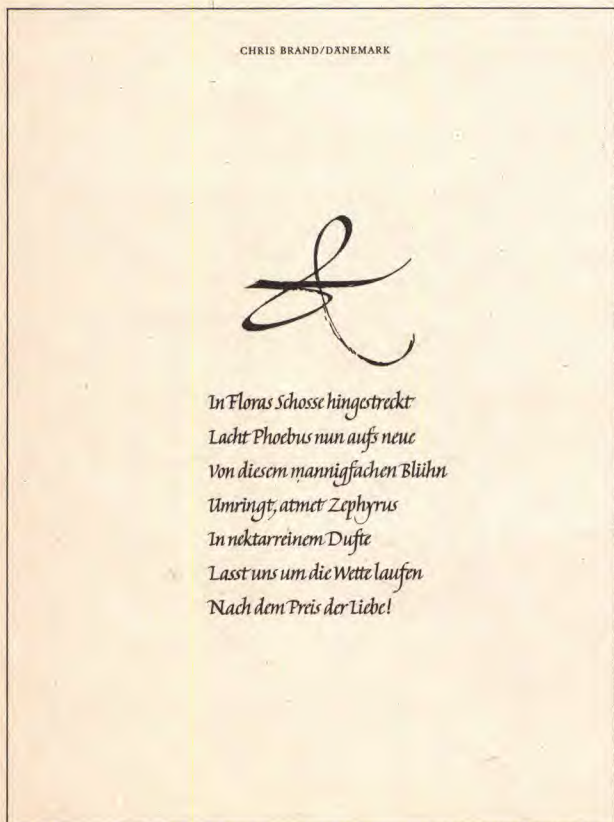 CHRIS BRAND/DÄNEMARK
&
In Floras Schosse hingestreckt
Lacht Phoebus nun aufs neue
Von diesem mannigfachen Blühn
Umringt, atmet Zephyrus
In nektarreinem Dufte
Lasst uns um die Wette laufen
Nach dem Preis der Liebe!